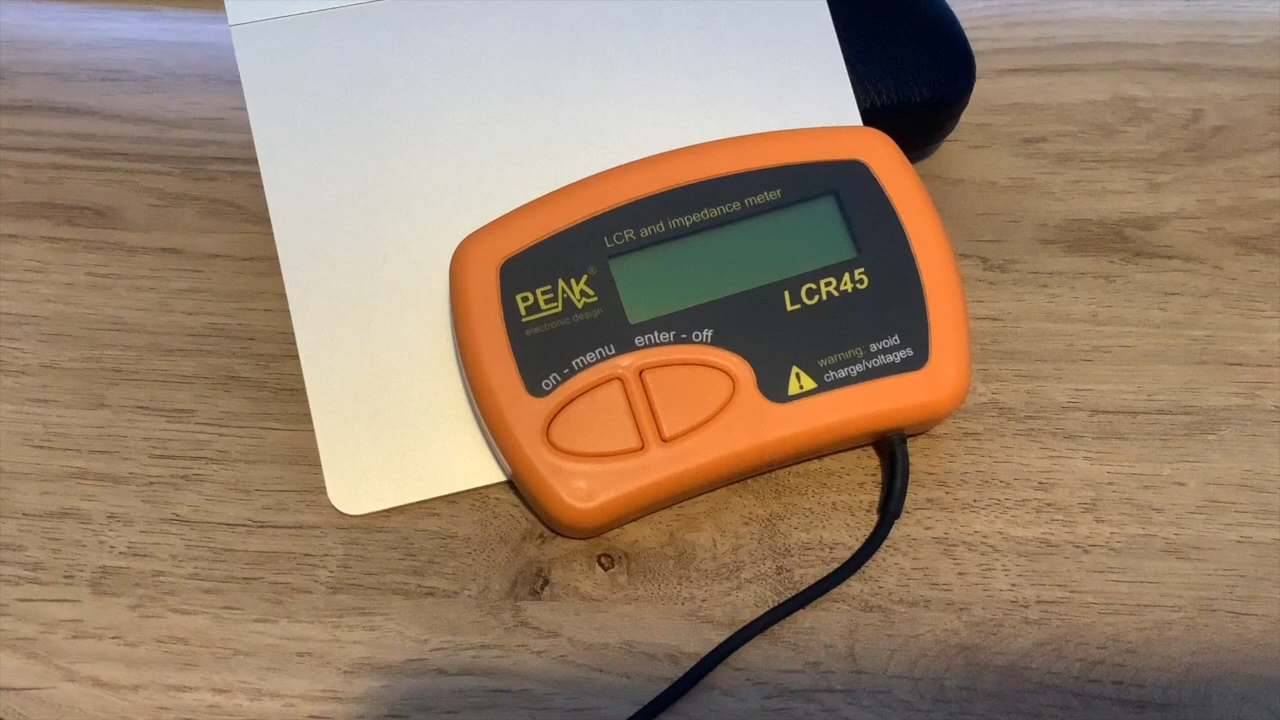 LCR and impedance meter
PEAK®
electronic design
LCR45
on - menu enter - off
warning: avoid
charge/voltages